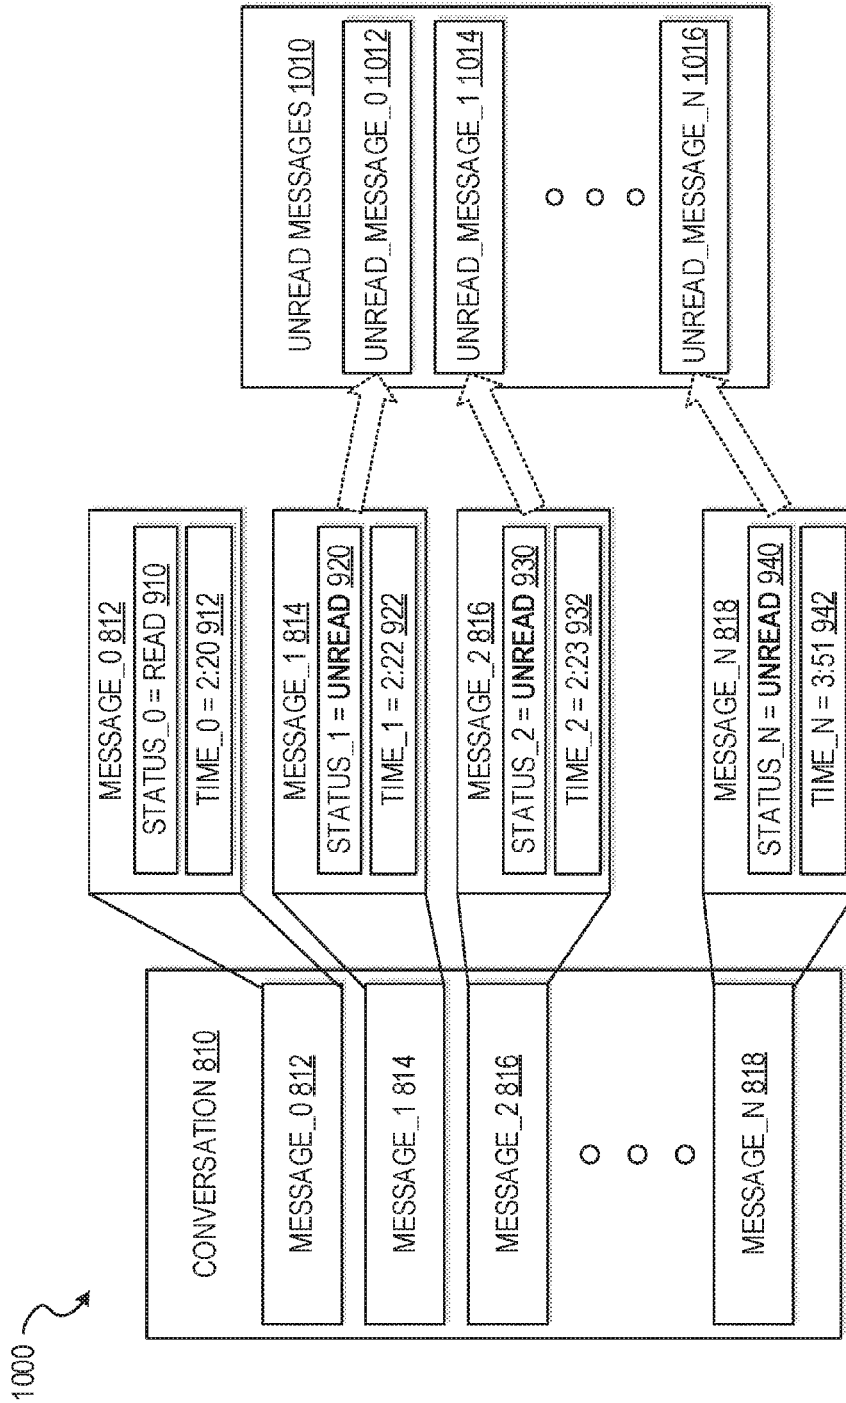 1000
CONVERSATION 810
MESSAGE_0 812
MESSAGE_1 814
MESSAGE_2 816
MESSAGE_N 818
MESSAGE_0 812
STATUS_0 = READ 910
TIME_0 = 2:20 912
MESSAGE_1 814
STATUS_1 = UNREAD 920
TIME_1 = 2:22 922
MESSAGE_2 816
STATUS_2 = UNREAD 930
TIME_2 = 2:23 932
MESSAGE_N 818
STATUS_N = UNREAD 940
TIME_N = 3:51 942
UNREAD MESSAGES 1010
UNREAD_MESSAGE_0 1012
UNREAD_MESSAGE_1 1014
UNREAD_MESSAGE_N 1016